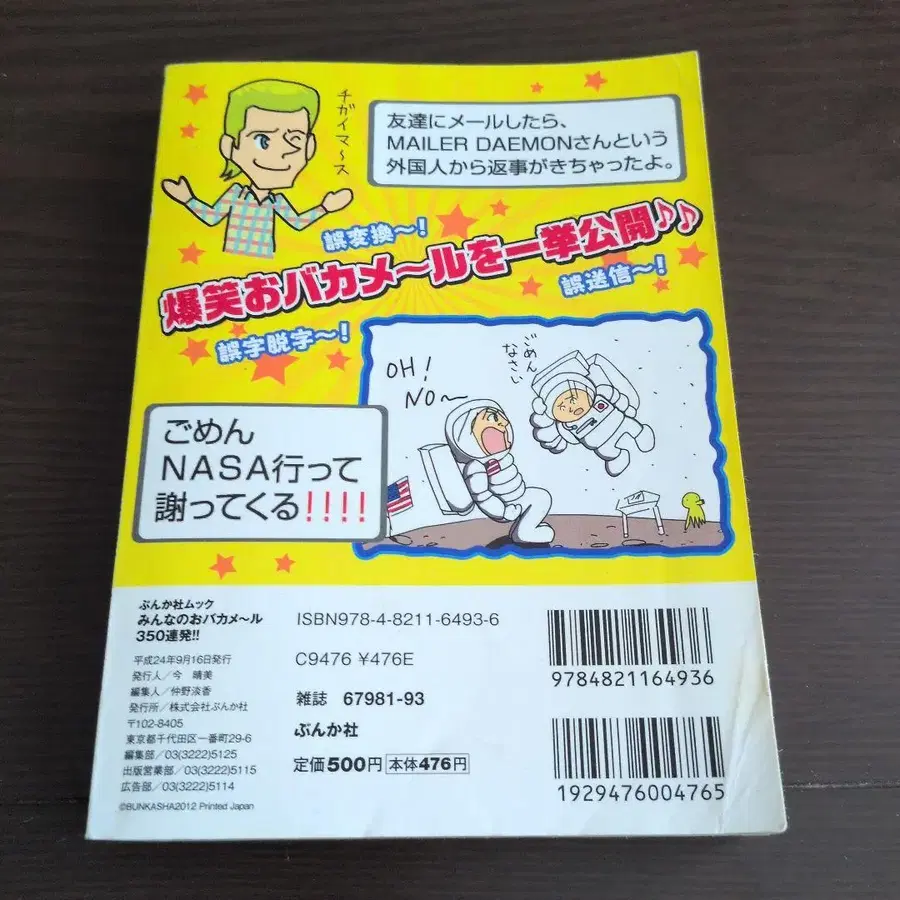 チガイマ〜ス
友達にメールしたら、
MAILER DAEMONさんという
外国人から返事がきちゃったよ。
誤変換〜!
爆笑おバカメ〜ルを一挙公開♪♪
誤送信〜!
誤字脱字〜!
OH!
NO〜
ごめん
なさい
ごめん
NASA行って
謝ってくる!!!!
ぶんか社ムック
みんなのおバカメ〜ル
350連発!!
平成24年9月16日発行
発行人/今 晴美
編集人/仲野淡香
発行所/株式会社ぶんか社
〒102-8405
東京都千代田区一番町29-6
編集部/03(3222)5125
出版営業部/03(3222)5115
広告部/03(3222)5114
©BUNKASHA2012 Printed Japan
ISBN978-4-8211-6493-6
C9476 ¥476E
雑誌 67981-93
ぶんか社
定価500円 本体476円
9784821164936
1929476004765